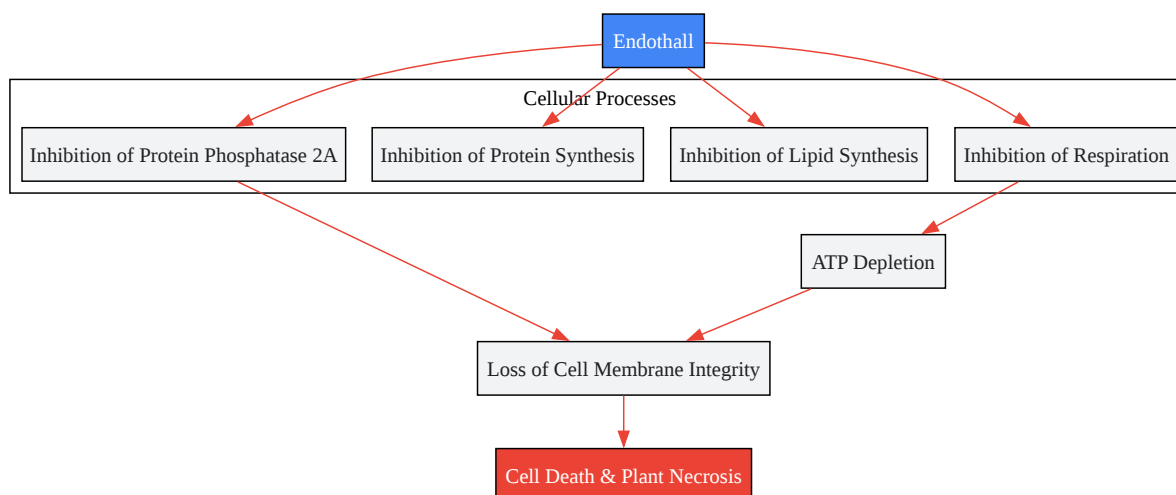 Endothall
Cellular Processes
Inhibition of Protein Phosphatase 2A
Inhibition of Protein Synthesis
Inhibition of Lipid Synthesis
Inhibition of Respiration
ATP Depletion
Loss of Cell Membrane Integrity
Cell Death & Plant Necrosis